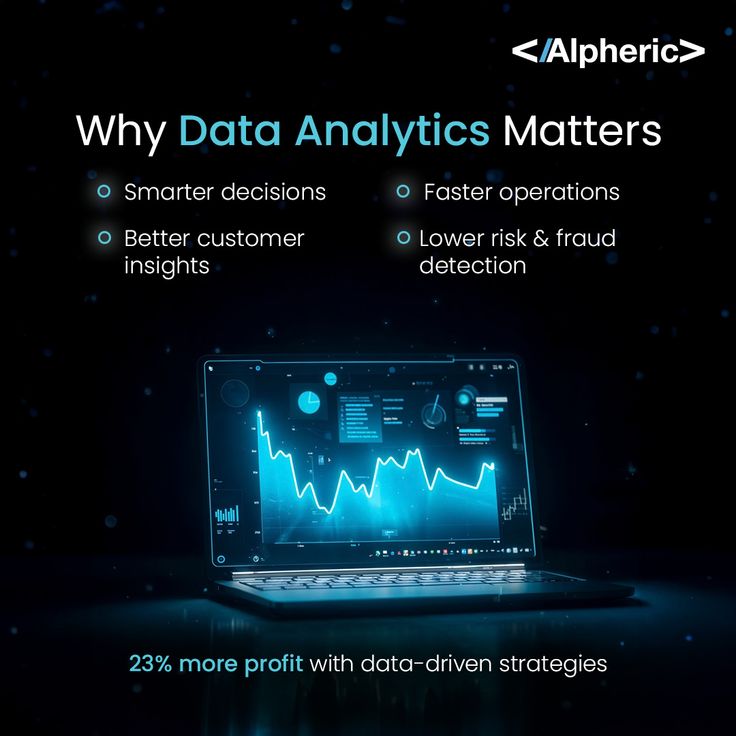 </Alpheric>
Why Data Analytics Matters
Smarter decisions
Faster operations
Better customer
insights
Lower risk & fraud
detection
23% more profit with data-driven strategies